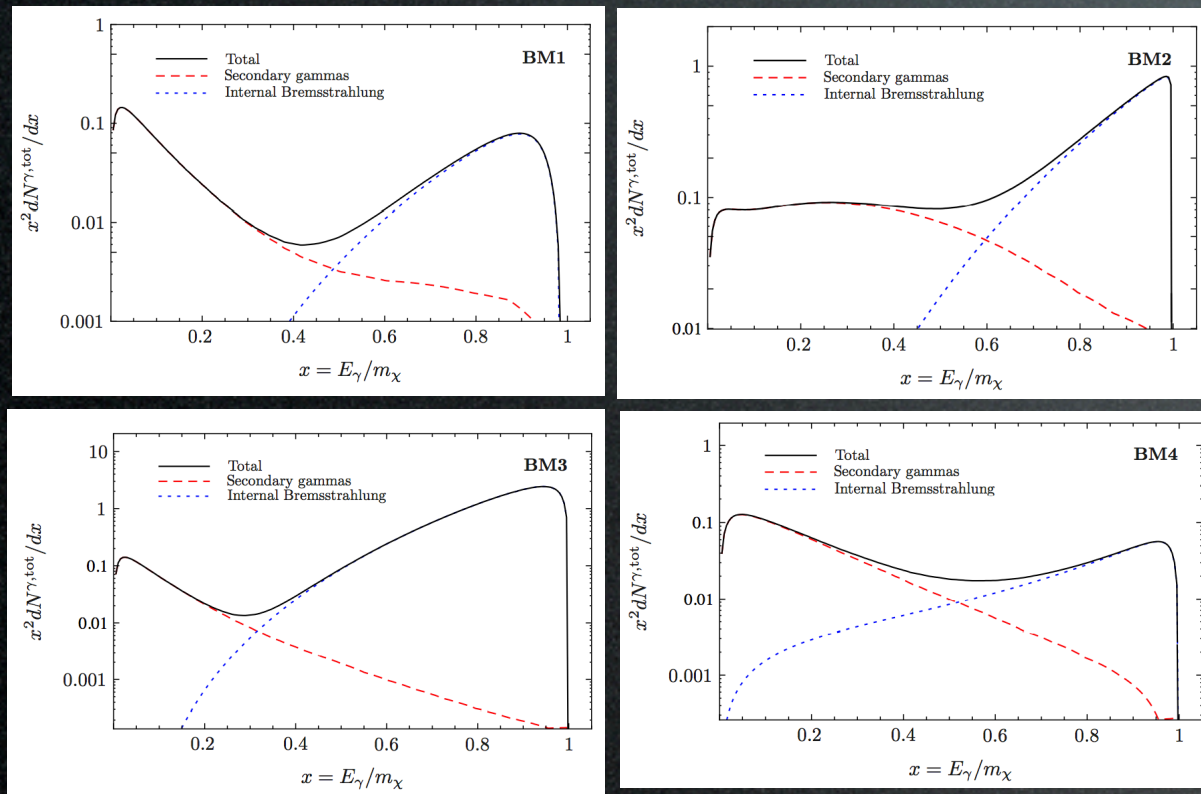 BM1
Total
Secondary gammas
Internal Bremsstrahlung
1
0.1
0.01
0.001
x²dN^γ,tot/dx
0.2 0.4 0.6 0.8 1
x = E_γ/m_χ
BM2
Total
Secondary gammas
Internal Bremsstrahlung
1
0.1
0.01
x²dN^γ,tot/dx
0.2 0.4 0.6 0.8 1
x = E_γ/m_χ
BM3
Total
Secondary gammas
Internal Bremsstrahlung
10
1
0.1
0.01
0.001
x²dN^γ,tot/dx
0.2 0.4 0.6 0.8 1
x = E_γ/m_χ
BM4
Total
Secondary gammas
Internal Bremsstrahlung
1
0.1
0.01
0.001
x²dN^γ,tot/dx
0.2 0.4 0.6 0.8 1
x = E_γ/m_χ